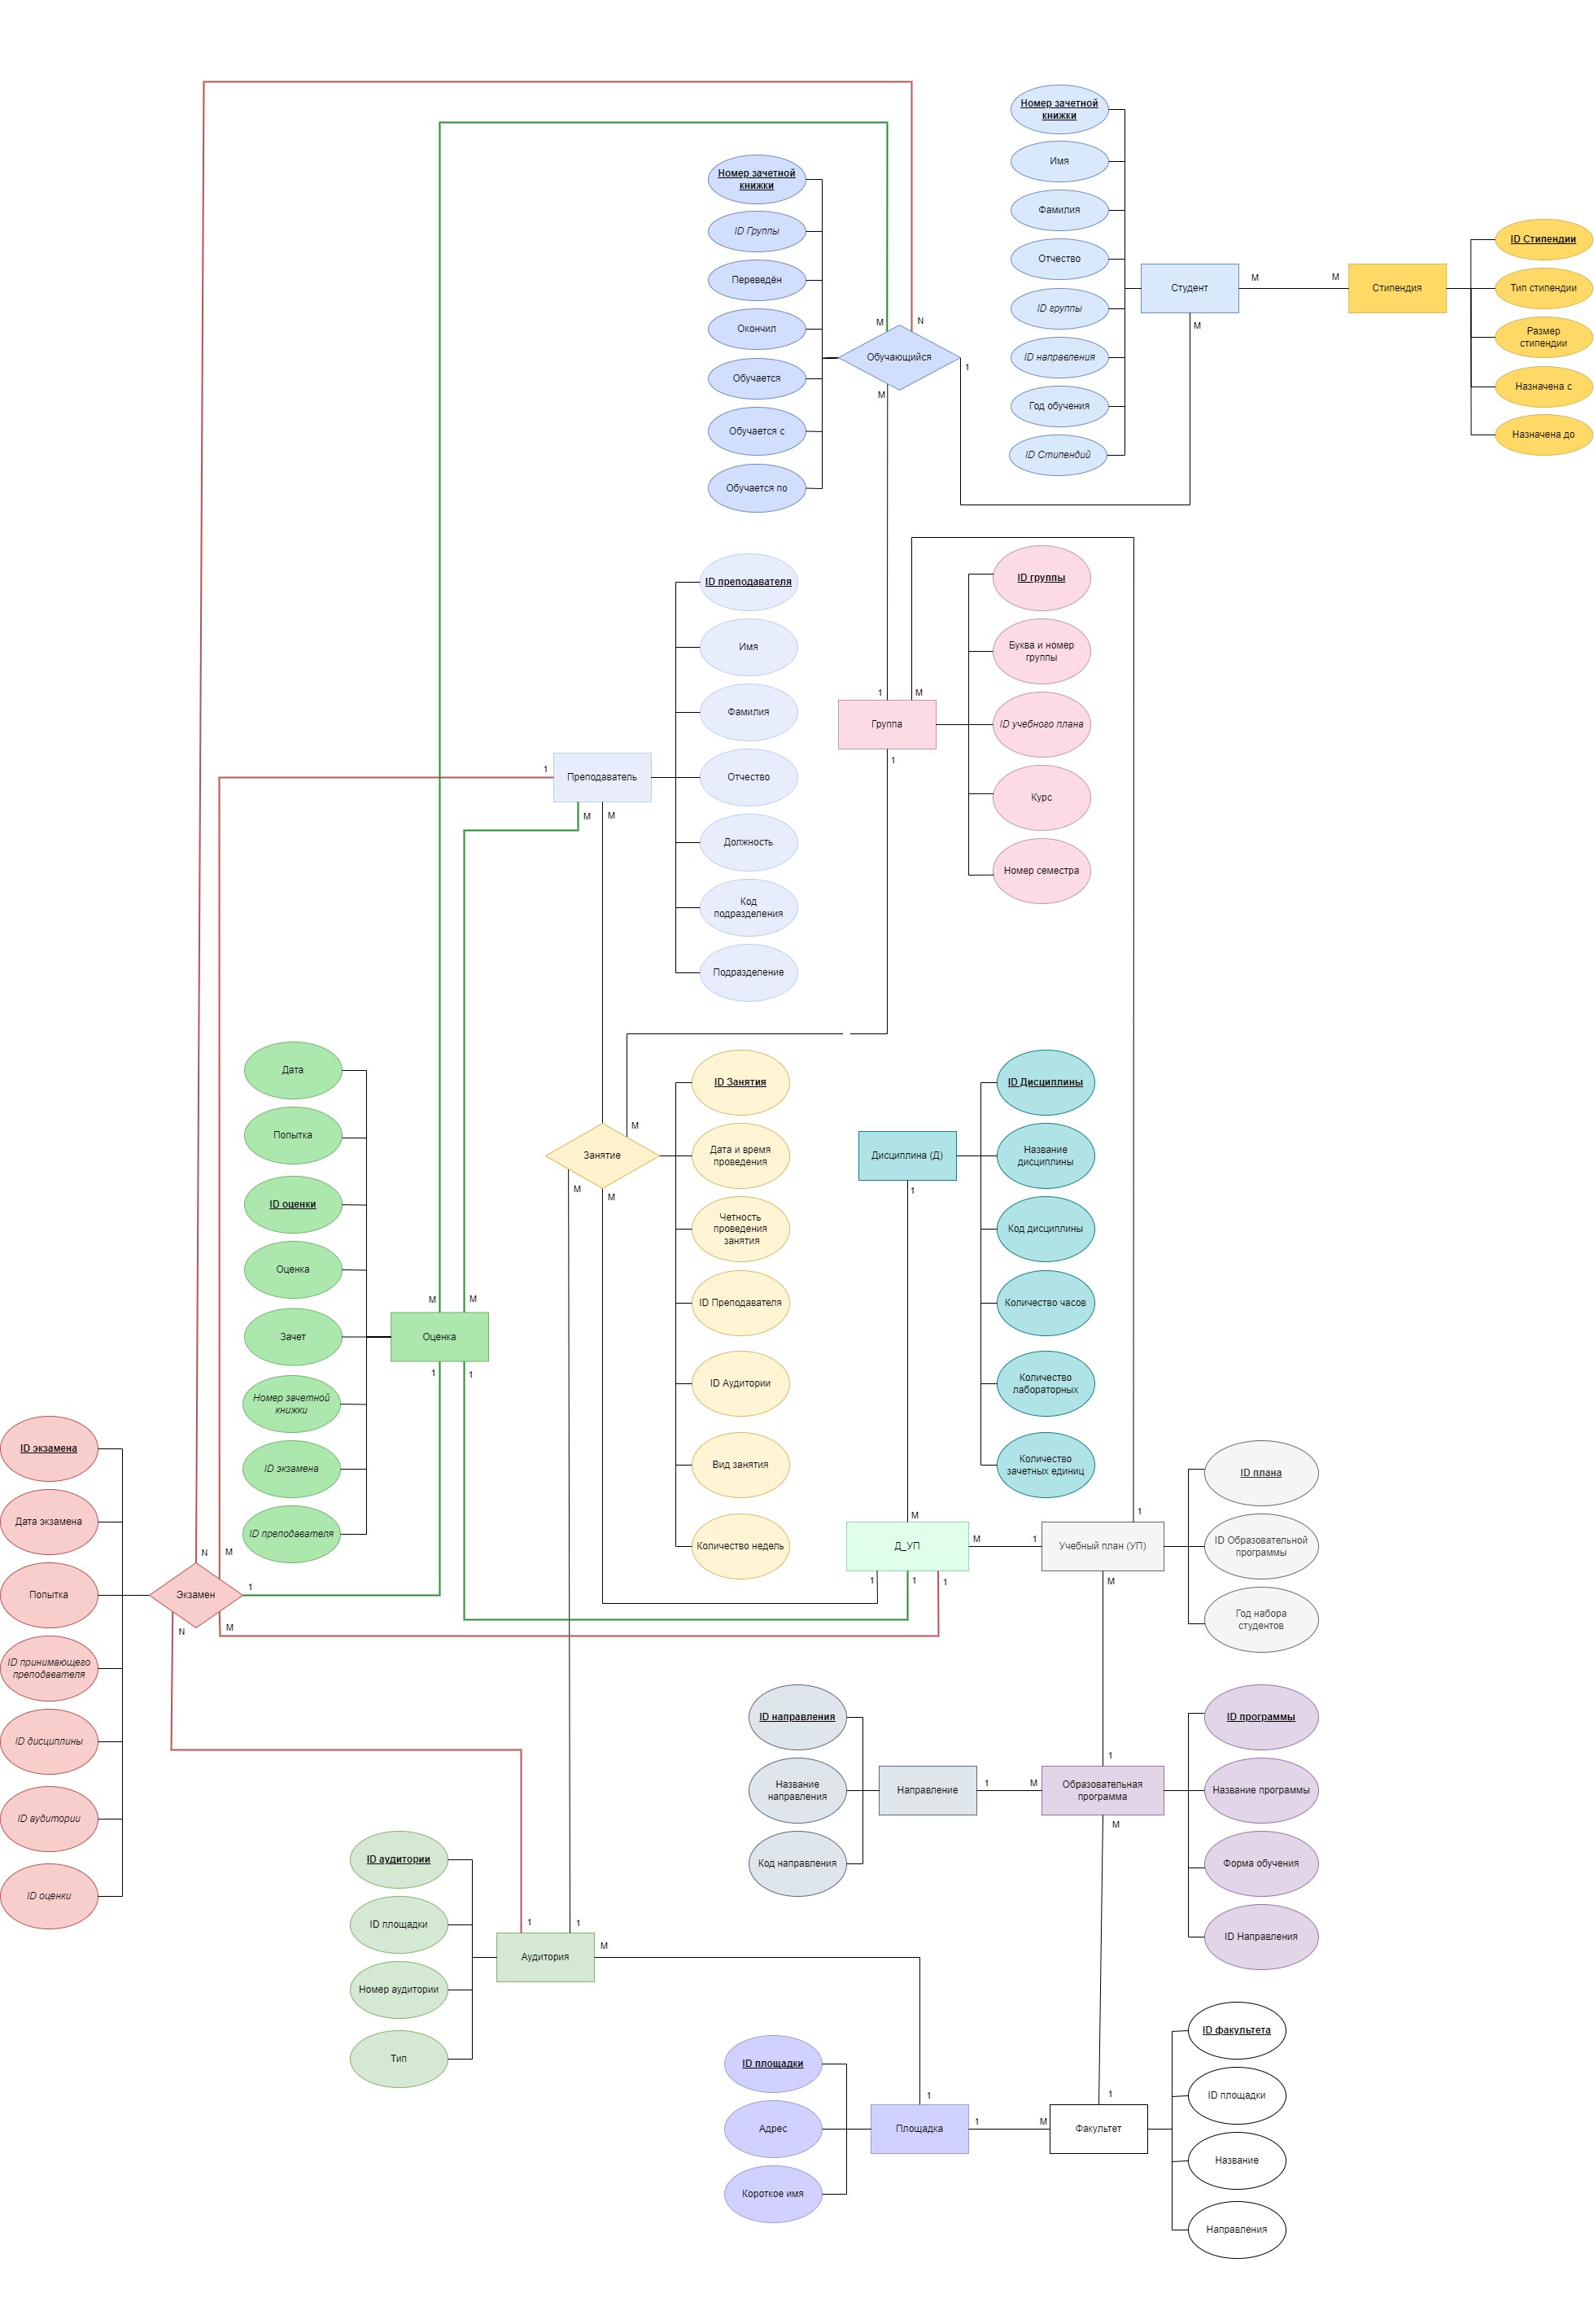 Номер зачетной
книжки
Имя
Фамилия
Отчество
ID группы
ID направления
Год обучения
ID Стипендий
Студент
M
M
M
Стипендия
ID Стипендии
Тип стипендии
Размер
стипендии
Назначена с
Назначена до
Номер зачетной
книжки
ID Группы
Переведён
Окончил
Обучается
Обучается с
Обучается по
M
N
Обучающийся
1
M
ID преподавателя
Имя
Фамилия
Отчество
Должность
Код
подразделения
Подразделение
1
Преподаватель
M
M
1
M
Группа
1
ID группы
Буква и номер
группы
ID учебного плана
Курс
Номер семестра
Дата
Попытка
ID оценки
Оценка
Зачет
Номер зачетной
книжки
ID экзамена
ID преподавателя
M
M
Оценка
1
1
M
Занятие
M
M
ID Занятия
Дата и время
проведения
Четность
проведения
занятия
ID Преподавателя
ID Аудитории
Вид занятия
Количество недель
Дисциплина (Д)
1
ID Дисциплины
Название
дисциплины
Код дисциплины
Количество часов
Количество
лабораторных
Количество
зачетных единиц
ID экзамена
Дата экзамена
Попытка
ID принимающего
преподавателя
ID дисциплины
ID аудитории
ID оценки
N
M
Экзамен
1
N
M
M
Д_УП
M
1
1
1
1
1
Учебный план (УП)
M
ID плана
ID Образовательной
программы
Год набора
студентов
ID направления
Название
направления
Код направления
Направление
1
M
1
Образовательная
программа
M
ID программы
Название программы
Форма обучения
ID Направления
ID аудитории
ID площадки
Номер аудитории
Тип
1
1
Аудитория
M
ID площадки
Адрес
Короткое имя
1
Площадка
1
M
1
Факультет
ID факультета
ID площадки
Название
Направления